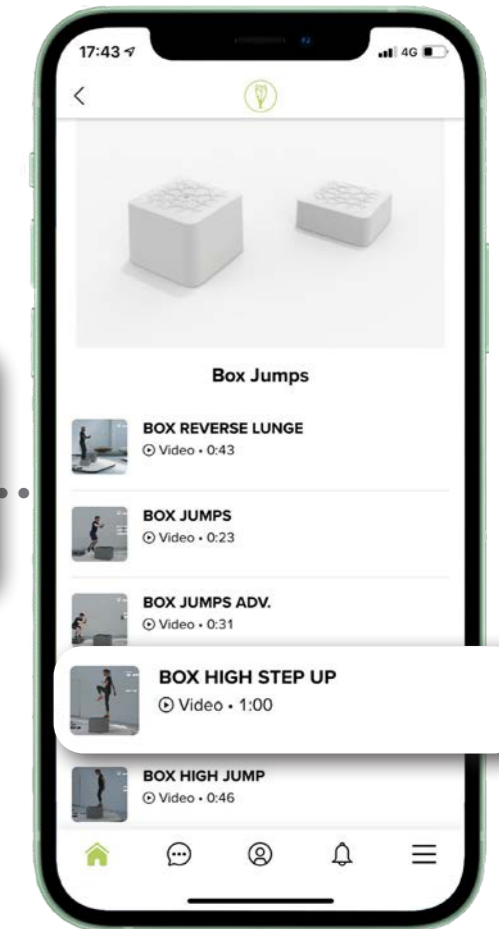 17:43
4G
Box Jumps
BOX REVERSE LUNGE
Video • 0:43
BOX JUMPS
Video • 0:23
BOX JUMPS ADV.
Video • 0:31
BOX HIGH STEP UP
Video • 1:00
BOX HIGH JUMP
Video • 0:46